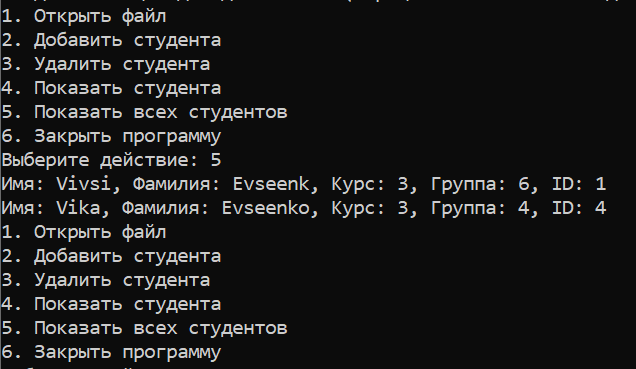 1. Открыть файл
2. Добавить студента
3. Удалить студента
4. Показать студента
5. Показать всех студентов
6. Закрыть программу
Выберите действие: 5
Имя: Vivsi, Фамилия: Evseenk, Курс: 3, Группа: 6, ID: 1
Имя: Vika, Фамилия: Evseenko, Курс: 3, Группа: 4, ID: 4
1. Открыть файл
2. Добавить студента
3. Удалить студента
4. Показать студента
5. Показать всех студентов
6. Закрыть программу